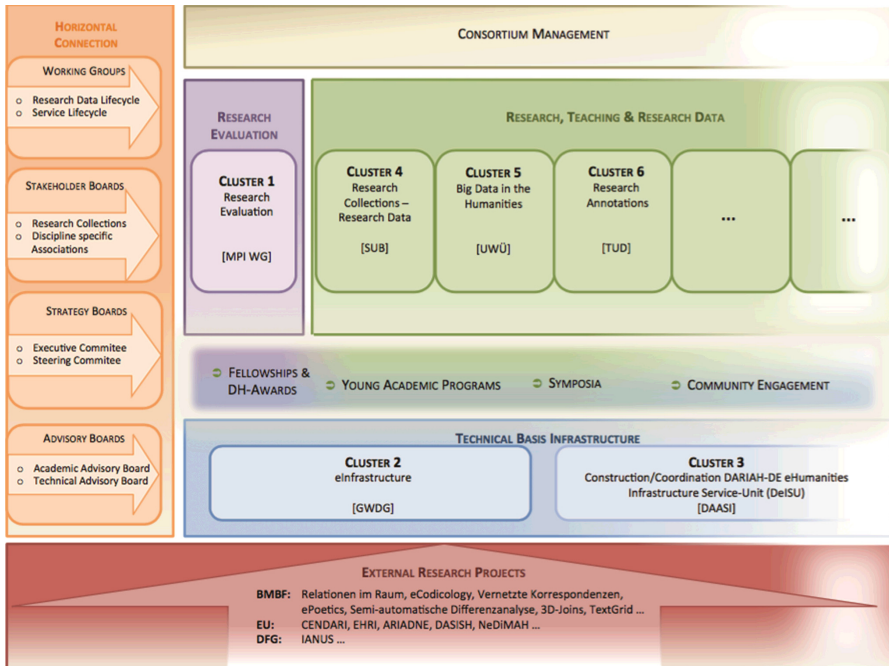 HORIZONTAL
CONNECTION
WORKING GROUPS
o Research Data Lifecycle
o Service Lifecycle
STAKEHOLDER BOARDS
o Research Collections
o Discipline specific
Associations
STRATEGY BOARDS
o Executive Commitee
o Steering Commitee
ADVISORY BOARDS
o Academic Advisory Board
o Technical Advisory Board
CONSORTIUM MANAGEMENT
RESEARCH
EVALUATION
CLUSTER 1
Research
Evaluation
[MPI WG]
RESEARCH, TEACHING & RESEARCH DATA
CLUSTER 4
Research
Collections –
Research Data
[SUB]
CLUSTER 5
Big Data in the
Humanities
[UWÜ]
CLUSTER 6
Research
Annotations
[TUD]
...
...
FELLOWSHIPS &
DH-AWARDS
YOUNG ACADEMIC PROGRAMS
SYMPOSIA
COMMUNITY ENGAGEMENT
TECHNICAL BASIS INFRASTRUCTURE
CLUSTER 2
eInfrastructure
[GWDG]
CLUSTER 3
Construction/Coordination DARIAH-DE eHumanities
Infrastructure Service-Unit (DeISU)
[DAASI]
EXTERNAL RESEARCH PROJECTS
BMBF: Relationen im Raum, eCodicology, Vernetzte Korrespondenzen,
ePoetics, Semi-automatische Differenzanalyse, 3D-Joins, TextGrid ...
EU: CENDARI, EHRI, ARIADNE, DASISH, NeDiMAH ...
DFG: IANUS ...